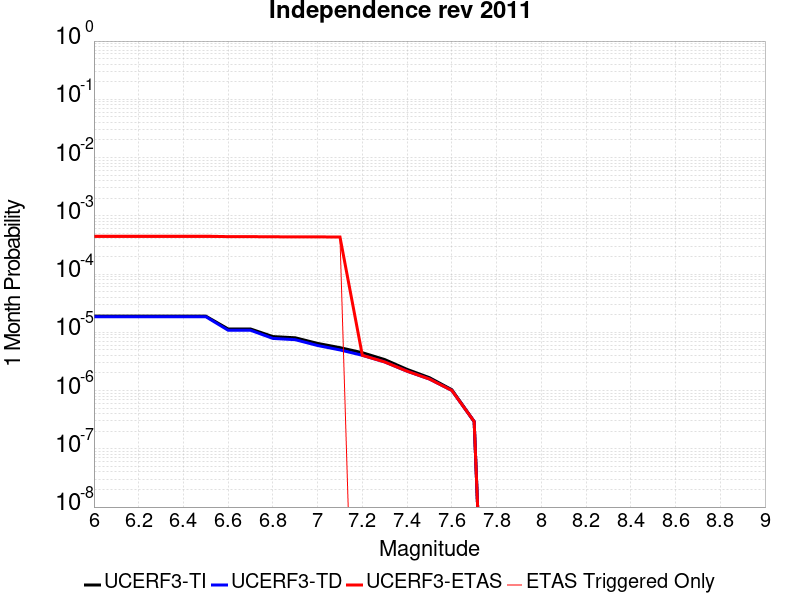 Independence rev 2011
10^0
10^-1
10^-2
10^-3
10^-4
10^-5
10^-6
10^-7
10^-8
1 Month Probability
6 6.2 6.4 6.6 6.8 7 7.2 7.4 7.6 7.8 8 8.2 8.4 8.6 8.8 9
Magnitude
UCERF3-TI UCERF3-TD UCERF3-ETAS ETAS Triggered Only